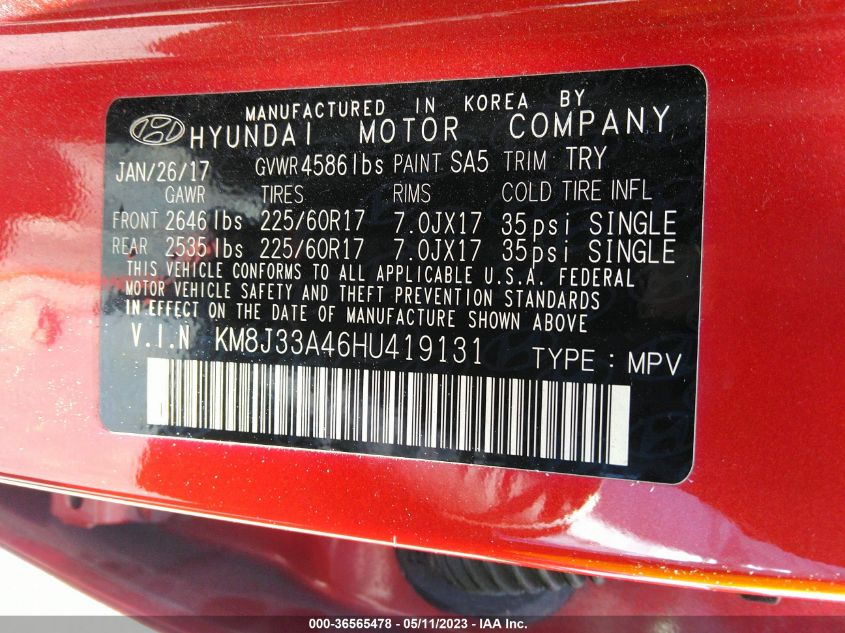 MANUFACTURED IN KOREA BY
HYUNDAI MOTOR COMPANY
JAN/26/17 GVWR 4586lbs PAINT SA5 TRIM TRY
GAWR TIRES RIMS COLD TIRE INFL
FRONT 2646lbs 225/60R17 7.0JX17 35psi SINGLE
REAR 2535lbs 225/60R17 7.0JX17 35psi SINGLE
THIS VEHICLE CONFORMS TO ALL APPLICABLE U.S.A. FEDERAL
MOTOR VEHICLE SAFETY AND THEFT PREVENTION STANDARDS
IN EFFECT ON THE DATE OF MANUFACTURE SHOWN ABOVE
V.I.N KM8J33A46HU419131 TYPE : MPV
000-36565478 - 05/11/2023 - IAA Inc.